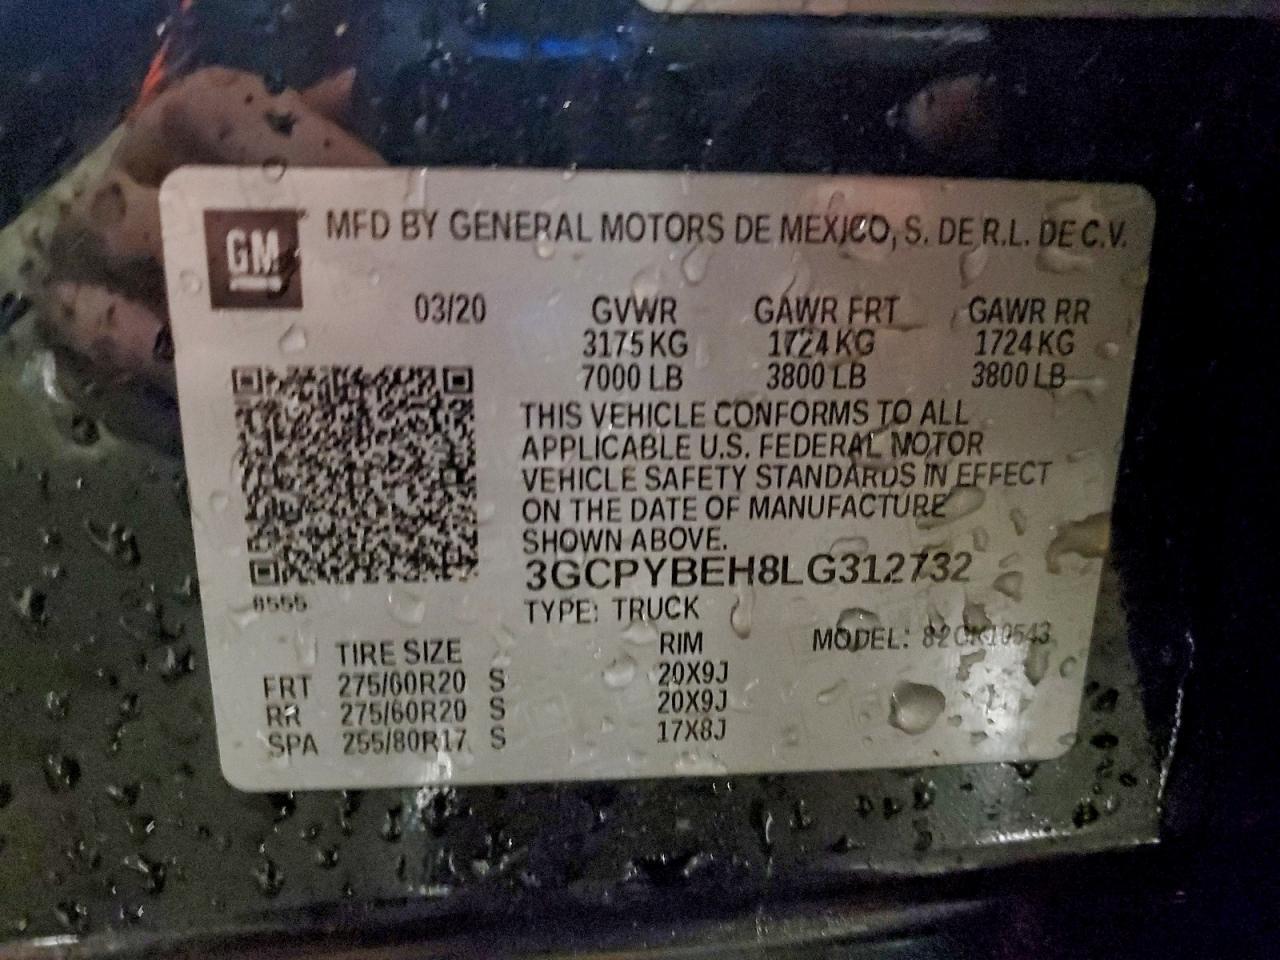 GM
MFD BY GENERAL MOTORS DE MEXICO, S. DE R.L. DE C.V.
03/20 GVWR GAWR FRT GAWR RR
3175 KG 1724 KG 1724 KG
7000 LB 3800 LB 3800 LB
THIS VEHICLE CONFORMS TO ALL
APPLICABLE U.S. FEDERAL MOTOR
VEHICLE SAFETY STANDARDS IN EFFECT
ON THE DATE OF MANUFACTURE
SHOWN ABOVE.
3GCPYBEH8LG312732
TYPE: TRUCK
MODEL:
TIRE SIZE RIM
FRT 275/60R20 S 20X9J
RR 275/60R20 S 20X9J
SPA 255/80R17 S 17X8J